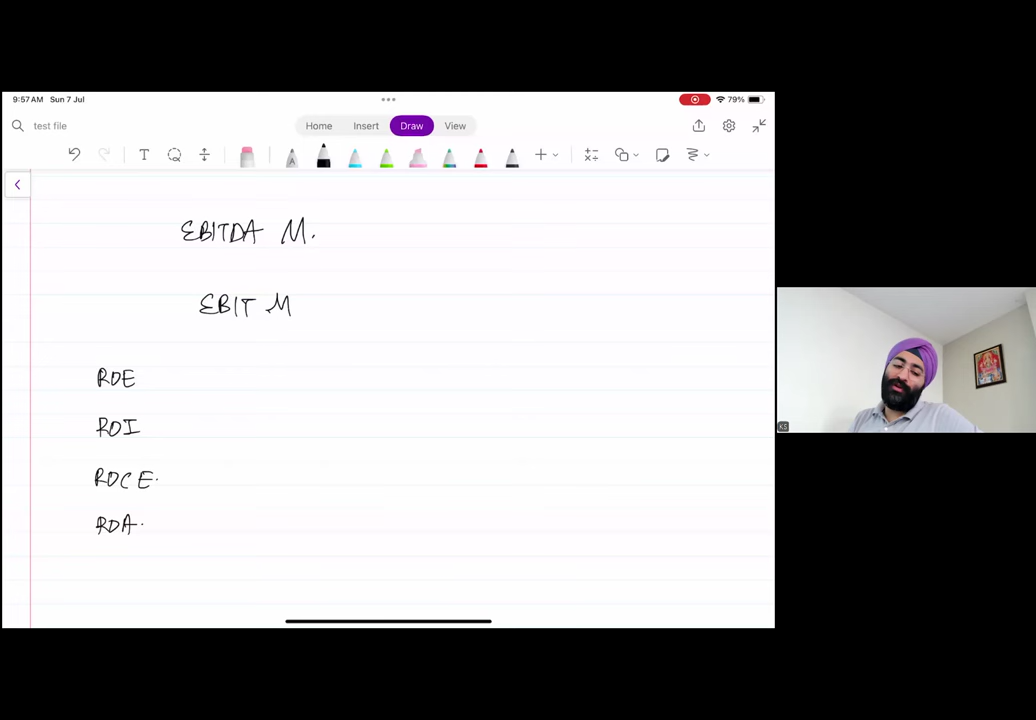 9:57 AM Sun 7 Jul
79%
test file
Home Insert Draw View
T
A
EBITDA M.
EBIT M
ROE
ROI
ROCE.
ROA.
KS